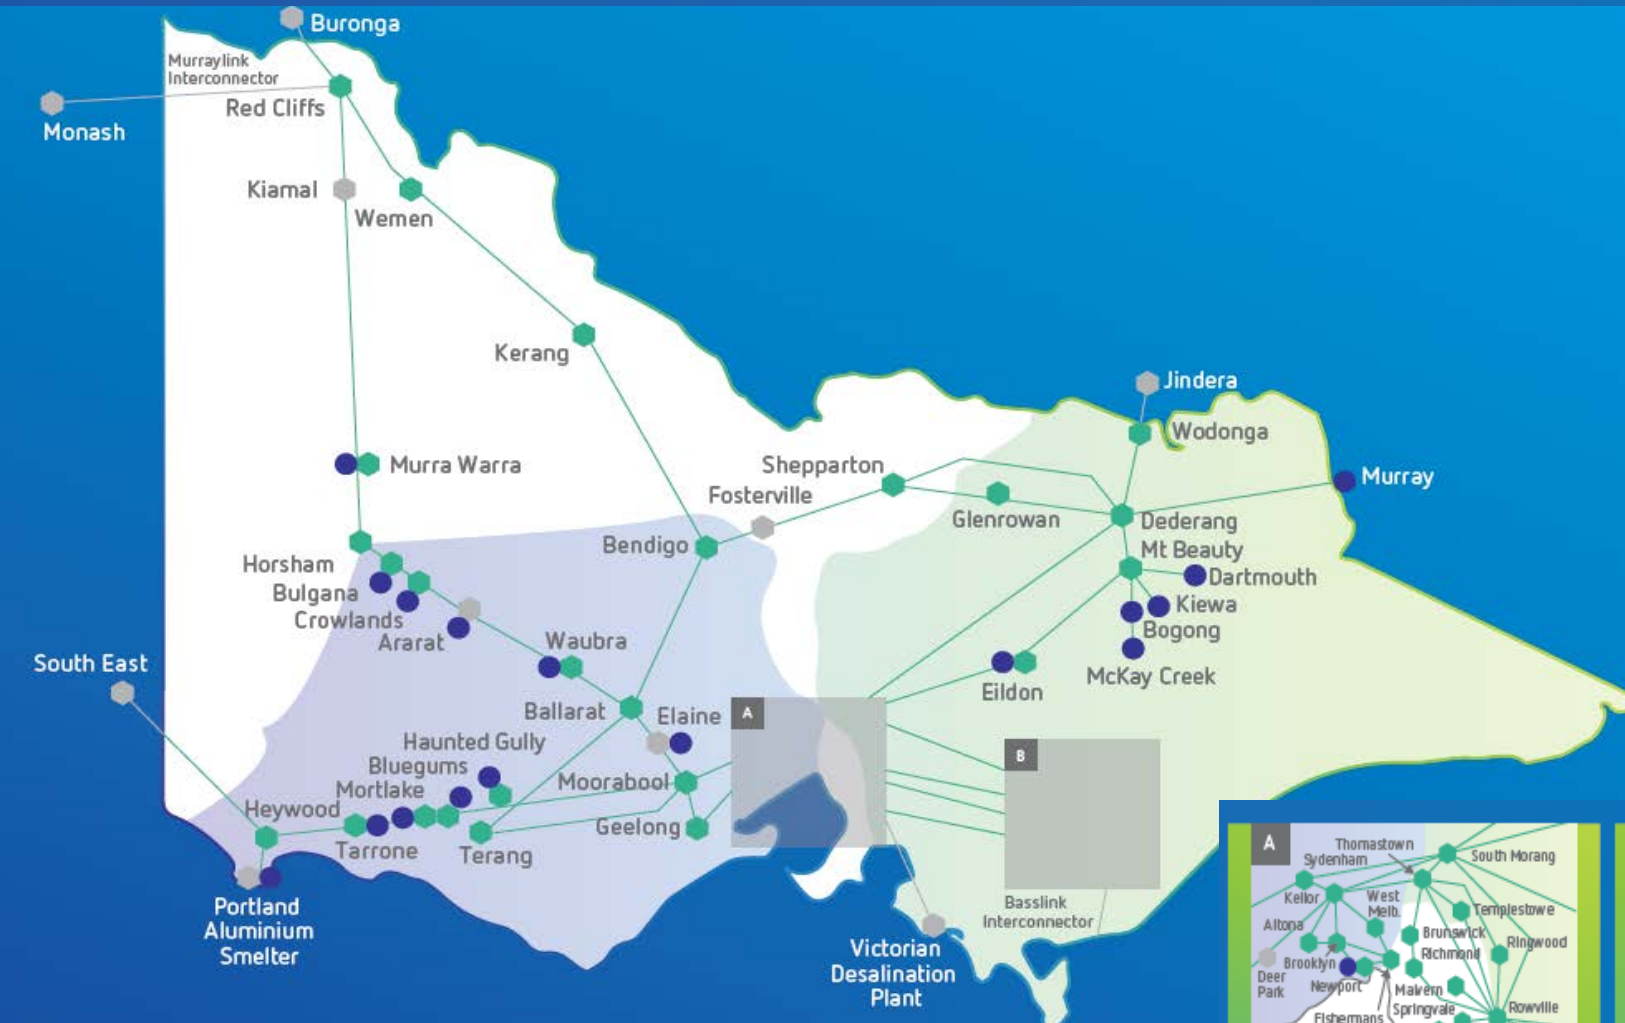 Buronga
Murraylink
Interconnector
Red Cliffs
Monash
Kiamal
Wemen
Kerang
Jindera
Wodonga
Murra Warra
Shepparton
Fosterville
Murray
Glenrowan
Dederang
Bendigo
Mt Beauty
Horsham
Dartmouth
Bulgana
Kiewa
Crowlands
Bogong
Ararat
Waubra
McKay Creek
South East
Eildon
Ballarat
Elaine
A
Haunted Gully
B
Bluegums
Moorabool
Mortlake
Heywood
Geelong
Tarrone
Terang
Portland
Aluminium
Smelter
Basslink
Interconnector
Victorian
Desalination
Plant
A
Thomastown
Sydenham
South Morang
Keilor
West
Melb.
Templestowe
Altona
Brunswick
Ringwood
Richmond
Brooklyn
Deer
Park
Newport
Malvern
Springvale
Rowville
Fishermans